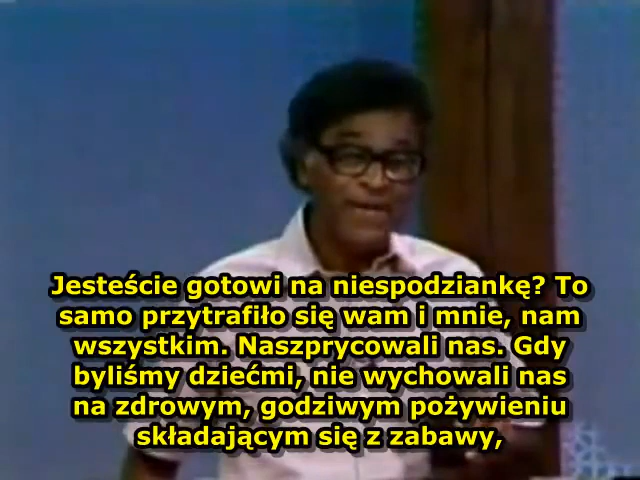 Jesteście gotowi na niespodziankę? To
samo przytrafiło się wam i mnie, nam
wszystkim. Naszprycowali nas. Gdy
byliśmy dziećmi, nie wychowali nas
na zdrowym, godziwym pożywieniu
składającym się z zabawy,